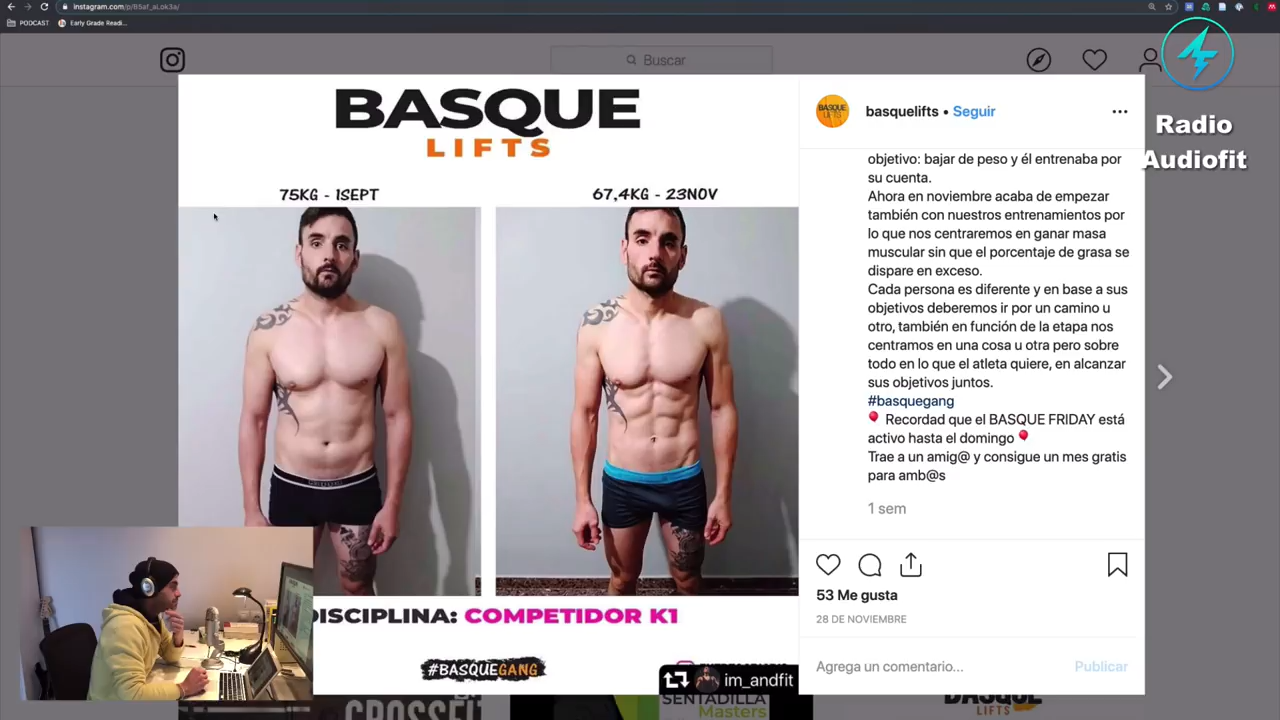 instagram.com/p/B5af_aLok3a/
PODCAST
Early Grade Readi...
Buscar
Radio
Audiofit
BASQUE
LIFTS
75KG - 1SEPT
67,4KG - 23NOV
DISCIPLINA: COMPETIDOR K1
#BASQUEGANG
im_andfit
basquelifts • Seguir
objetivo: bajar de peso y él entrenaba por
su cuenta.
Ahora en noviembre acaba de empezar
también con nuestros entrenamientos por
lo que nos centraremos en ganar masa
muscular sin que el porcentaje de grasa se
dispare en exceso.
Cada persona es diferente y en base a sus
objetivos deberemos ir por un camino u
otro, también en función de la etapa nos
centramos en una cosa u otra pero sobre
todo en lo que el atleta quiere, en alcanzar
sus objetivos juntos.
#basquegang
🎈 Recordad que el BASQUE FRIDAY está
activo hasta el domingo 🎈
Trae a un amig@ y consigue un mes gratis
para amb@s
1 sem
53 Me gusta
28 DE NOVIEMBRE
Agrega un comentario...
Publicar
CROSSFIT
SENTADILLA
Masters
BASQUE
LIFTS